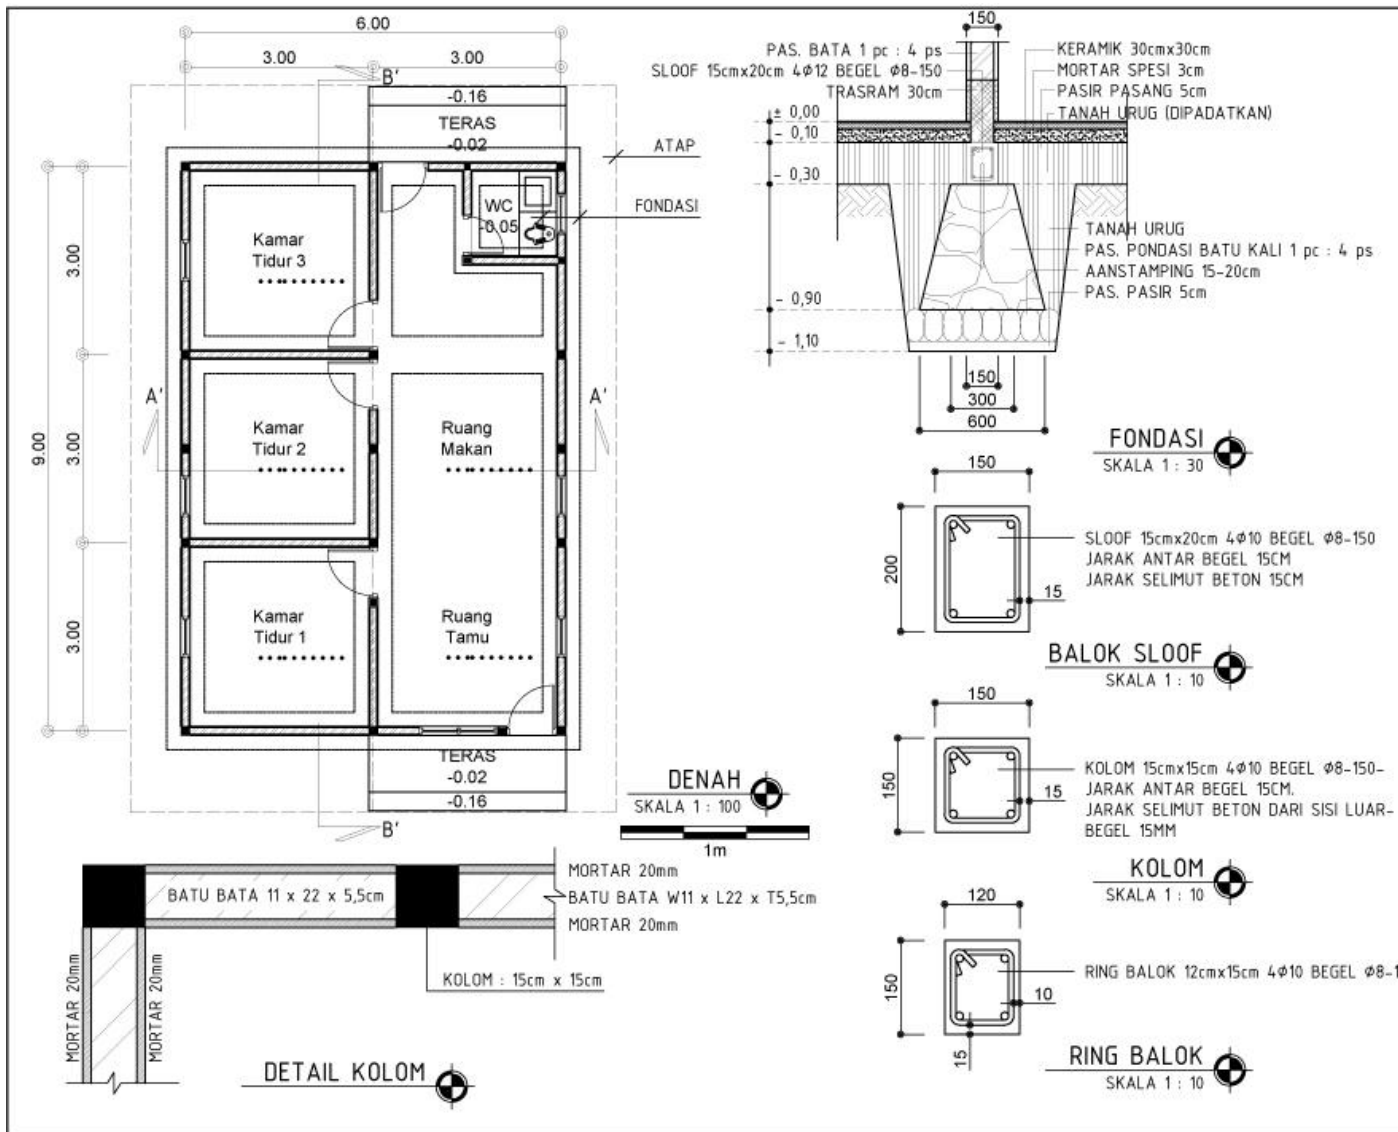 6.00
3.00
3.00
B'
-0.16
TERAS
-0.02
ATAP
FONDASI
WC
-0.05
Kamar
Tidur 3
3.00
9.00
A'
3.00
Kamar
Tidur 2
Ruang
Makan
A'
3.00
Kamar
Tidur 1
Ruang
Tamu
TERAS
-0.02
-0.16
B'
DENAH
SKALA 1 : 100
1m
150
PAS. BATA 1 pc : 4 ps
SLOOF 15cmx20cm 4Φ12 BEGEL Ø8-150
TRASRAM 30cm
KERAMIK 30cmx30cm
MORTAR SPESI 3cm
PASIR PASANG 5cm
TANAH URUG (DIPADATKAN)
± 0,00
- 0,10
- 0,30
- 0,90
- 1,10
TANAH URUG
PAS. PONDASI BATU KALI 1 pc : 4 ps
AANSTAMPING 15-20cm
PAS. PASIR 5cm
150
300
600
FONDASI
SKALA 1 : 30
150
200
SLOOF 15cmx20cm 4Φ10 BEGEL Ø8-150
JARAK ANTAR BEGEL 15CM
JARAK SELIMUT BETON 15CM
15
BALOK SLOOF
SKALA 1 : 10
150
150
KOLOM 15cmx15cm 4Φ10 BEGEL Ø8-150-
JARAK ANTAR BEGEL 15CM.
JARAK SELIMUT BETON DARI SISI LUAR-
BEGEL 15MM
15
KOLOM
SKALA 1 : 10
120
150
RING BALOK 12cmx15cm 4Φ10 BEGEL Ø8-1
10
15
RING BALOK
SKALA 1 : 10
BATU BATA 11 x 22 x 5,5cm
MORTAR 20mm
BATU BATA W11 x L22 x T5,5cm
MORTAR 20mm
KOLOM : 15cm x 15cm
MORTAR 20mm
MORTAR 20mm
DETAIL KOLOM